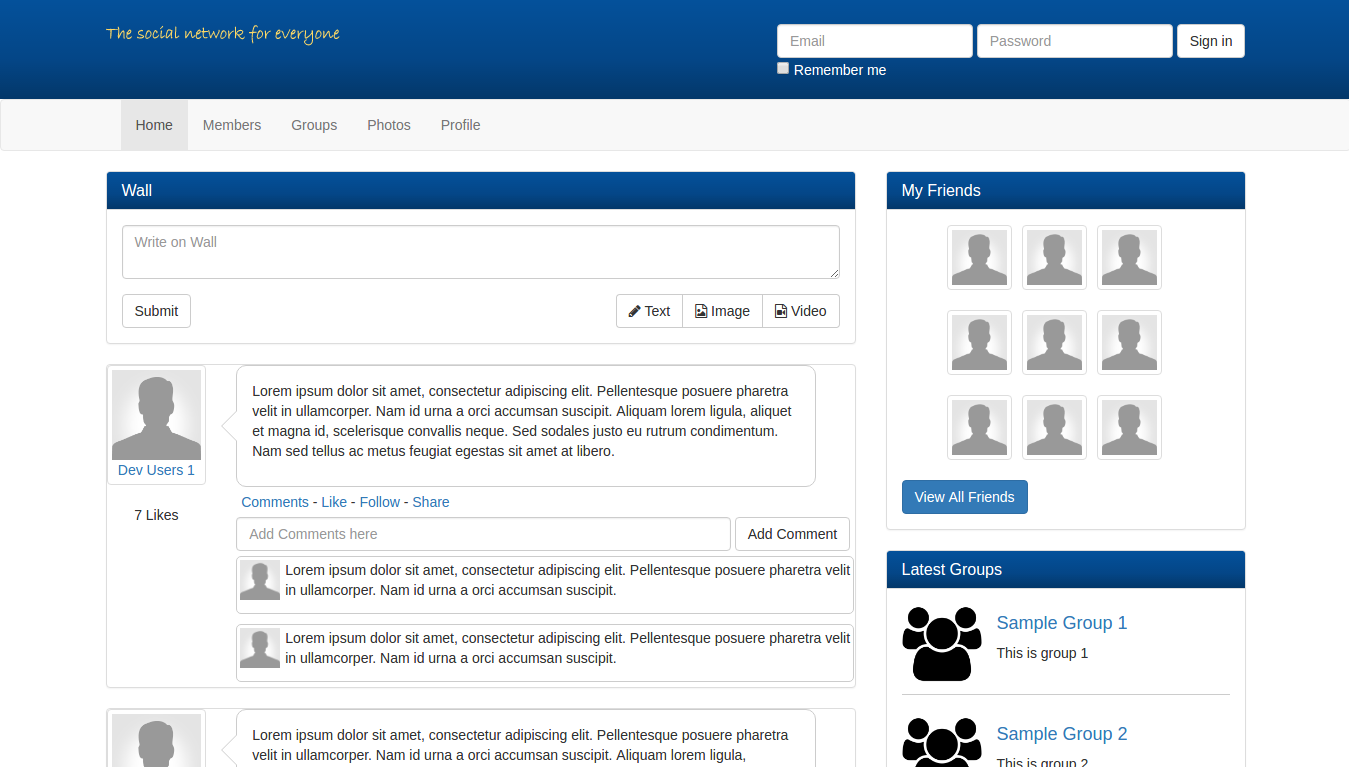 The social network for everyone
Email
Password
Sign in
Remember me
Home
Members
Groups
Photos
Profile
Wall
Write on Wall
Submit
Text
Image
Video
Lorem ipsum dolor sit amet, consectetur adipiscing elit. Pellentesque posuere pharetra
velit in ullamcorper. Nam id urna a orci accumsan suscipit. Aliquam lorem ligula, aliquet
et magna id, scelerisque convallis neque. Sed sodales justo eu rutrum condimentum.
Nam sed tellus ac metus feugiat egestas sit amet at libero.
Dev Users 1
7 Likes
Comments - Like - Follow - Share
Add Comments here
Add Comment
Lorem ipsum dolor sit amet, consectetur adipiscing elit. Pellentesque posuere pharetra velit
in ullamcorper. Nam id urna a orci accumsan suscipit.
Lorem ipsum dolor sit amet, consectetur adipiscing elit. Pellentesque posuere pharetra velit
in ullamcorper. Nam id urna a orci accumsan suscipit.
Lorem ipsum dolor sit amet, consectetur adipiscing elit. Pellentesque posuere pharetra
velit in ullamcorper. Nam id urna a orci accumsan suscipit. Aliquam lorem ligula,
My Friends
View All Friends
Latest Groups
Sample Group 1
This is group 1
Sample Group 2
This is group 2